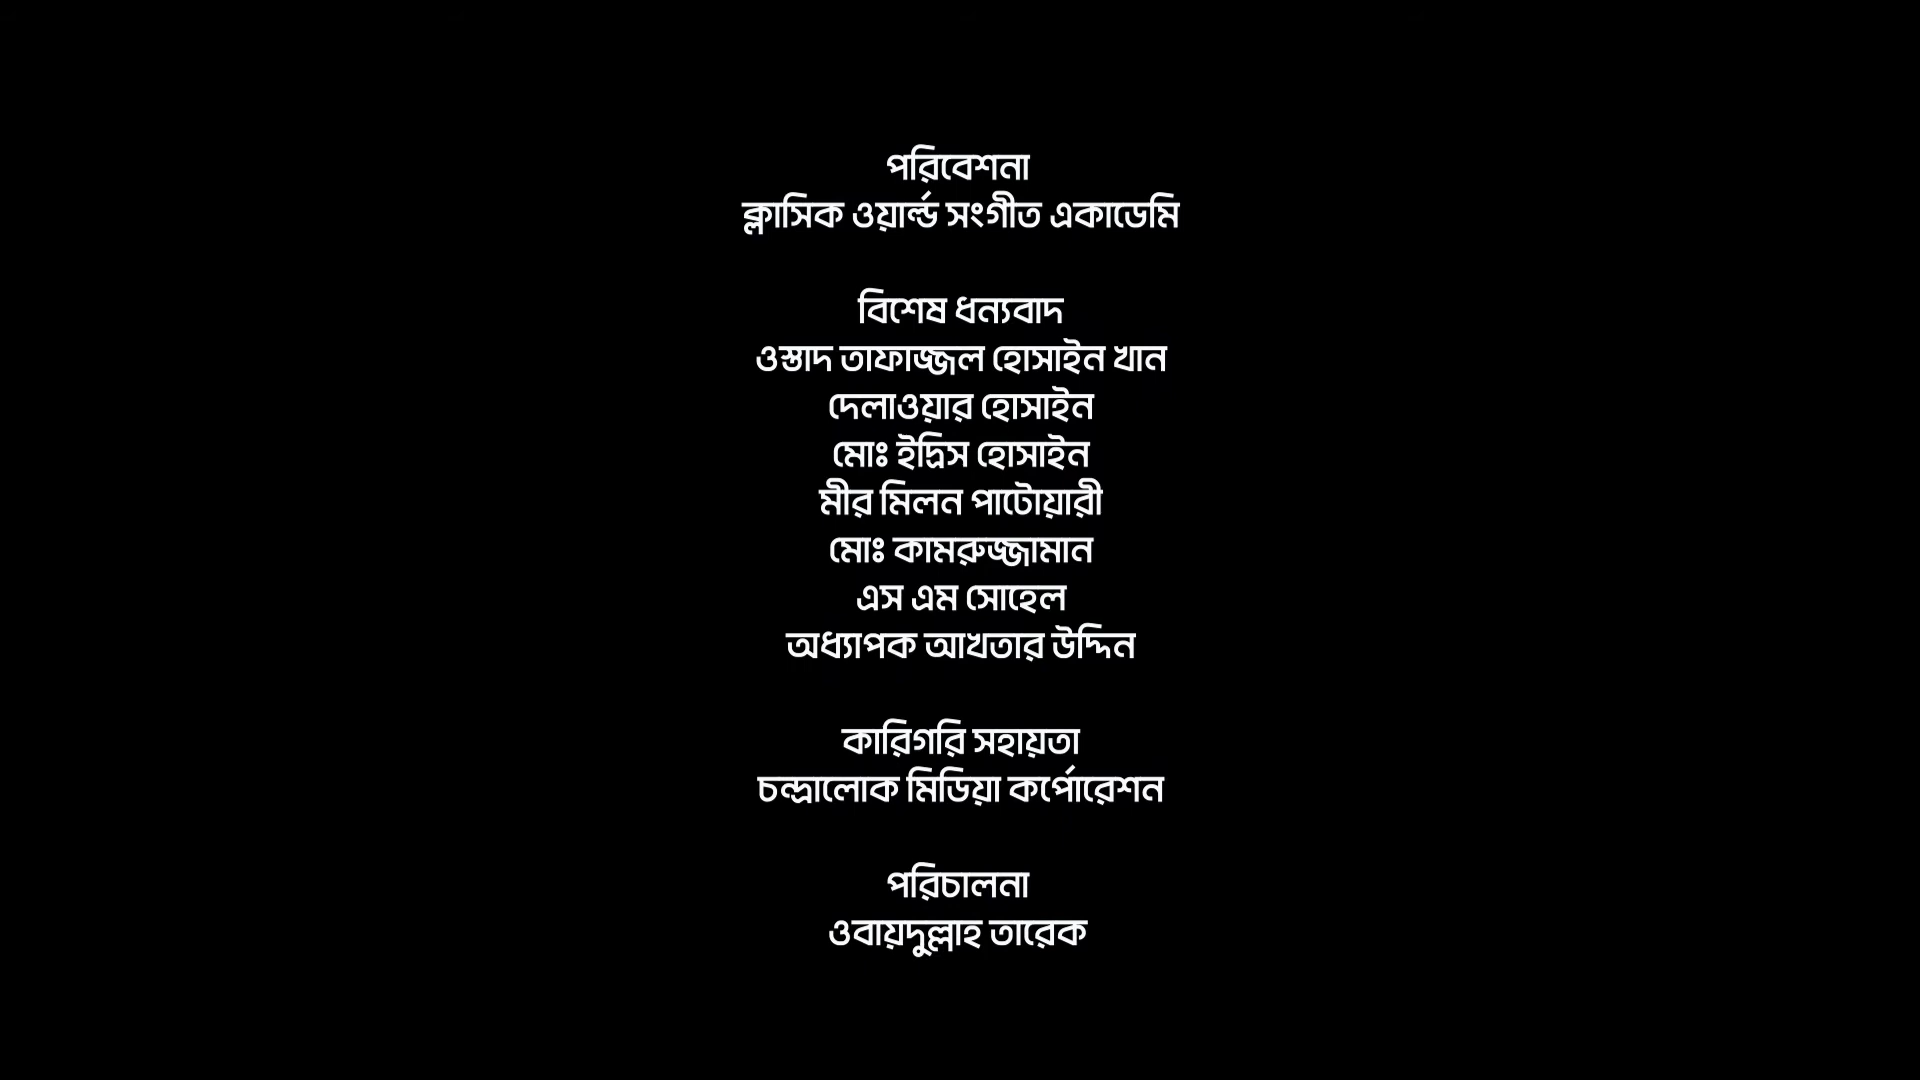 পরিবেশনা
ক্লাসিক ওয়ার্ল্ড সংগীত একাডেমি
বিশেষ ধন্যবাদ
ওস্তাদ তাফাজ্জল হোসাইন খান
দেলাওয়ার হোসাইন
মোঃ ইদ্রিস হোসাইন
মীর মিলন পাটোয়ারী
মোঃ কামরুজ্জামান
এস এম সোহেল
অধ্যাপক আখতার উদ্দিন
কারিগরি সহায়তা
চন্দ্রালোক মিডিয়া কর্পোরেশন
পরিচালনা
ওবায়দুল্লাহ তারেক